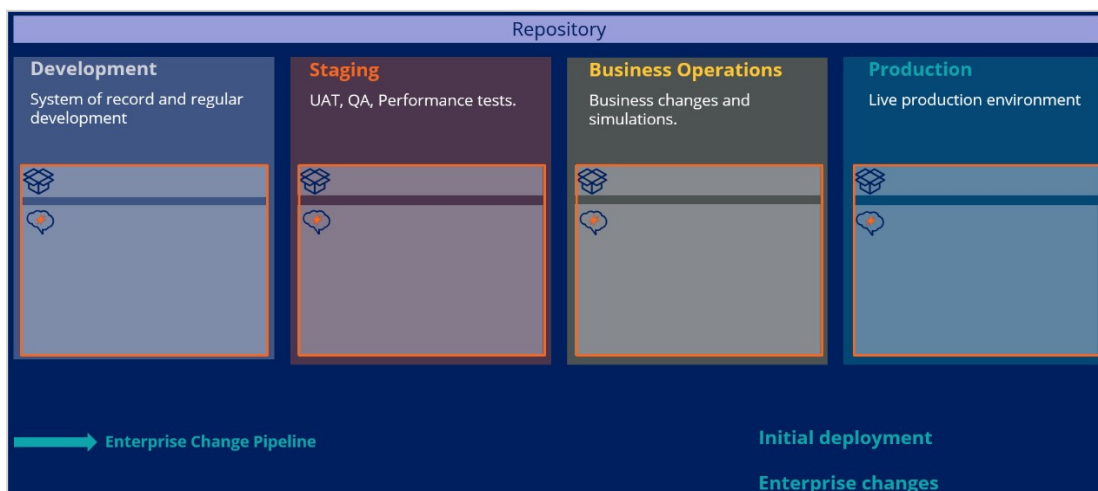 Repository
Development
System of record and regular
development
Staging
UAT, QA, Performance tests.
Business Operations
Business changes and
simulations.
Production
Live production environment
Enterprise Change Pipeline
Initial deployment
Enterprise changes